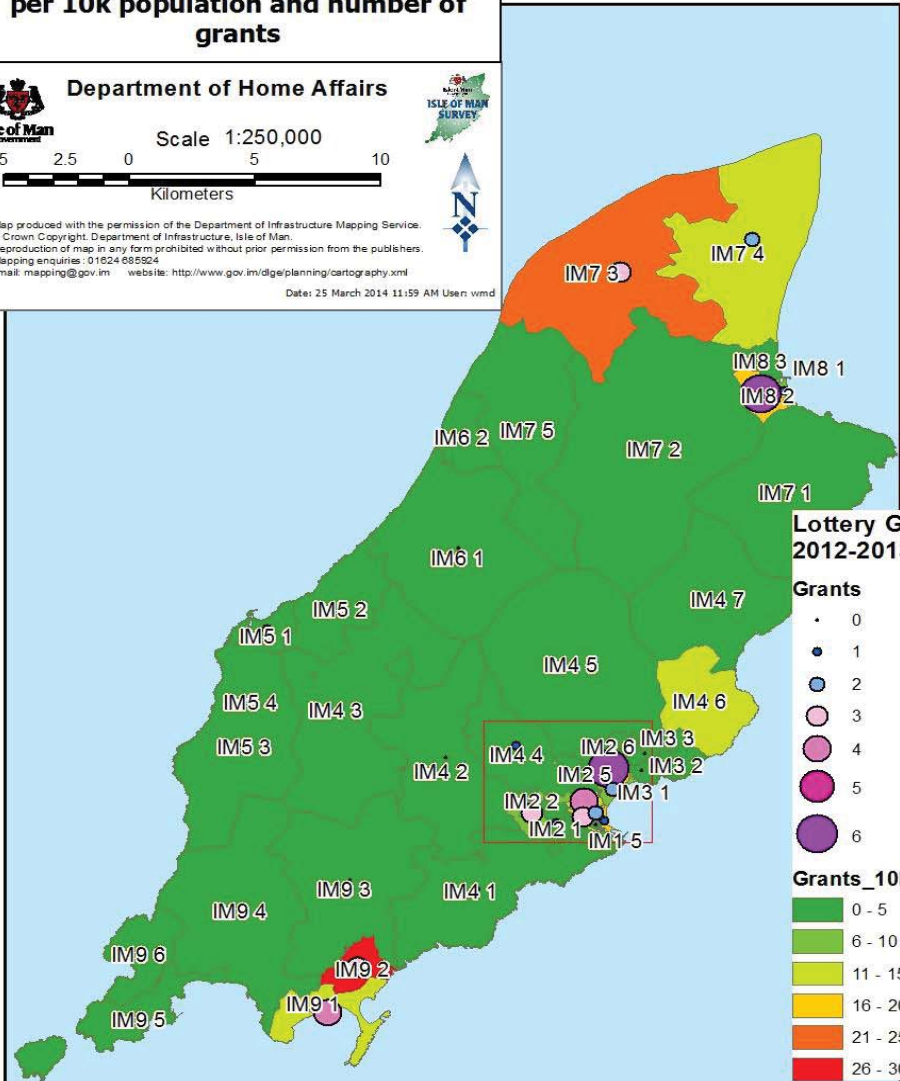 per 10k population and number of
grants
Department of Home Affairs
Isle of Man
Government
ISLE OF MAN
SURVEY
Scale 1:250,000
5 2.5 0 5 10
Kilometers
N
ap produced with the permission of the Department of Infrastructure Mapping Service.
Crown Copyright. Department of Infrastructure, Isle of Man.
eproduction of map in any form prohibited without prior permission from the publishers.
apping enquiries: 01624 685924
mail: mapping@gov.im website: http://www.gov.im/dlge/planning/cartography.xml
Date: 25 March 2014 11:59 AM User: wmd
IM7 4
IM7 3
IM8 3
IM8 1
IM8 2
IM6 2
IM7 5
IM7 2
IM7 1
IM6 1
IM4 7
IM5 2
IM5 1
IM4 5
IM5 4
IM4 3
IM4 6
IM5 3
IM4 4
IM2 6
IM3 3
IM4 2
IM2 5
IM3 2
IM3 1
IM2 2
IM2 1
IM1 5
IM9 3
IM4 1
IM9 4
IM9 6
IM9 2
IM9 1
IM9 5
Lottery G
2012-201
Grants
0
1
2
3
4
5
6
Grants_10
0 - 5
6 - 10
11 - 15
16 - 20
21 - 25
26 - 30